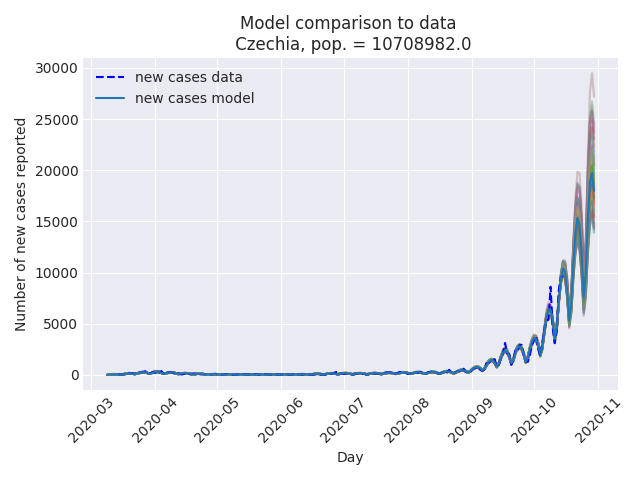 Model comparison to data
Czechia, pop. = 10708982.0
30000
25000
20000
15000
10000
5000
0
Number of new cases reported
new cases data
new cases model
2020-03
2020-04
2020-05
2020-06
2020-07
2020-08
2020-09
2020-10
2020-11
Day